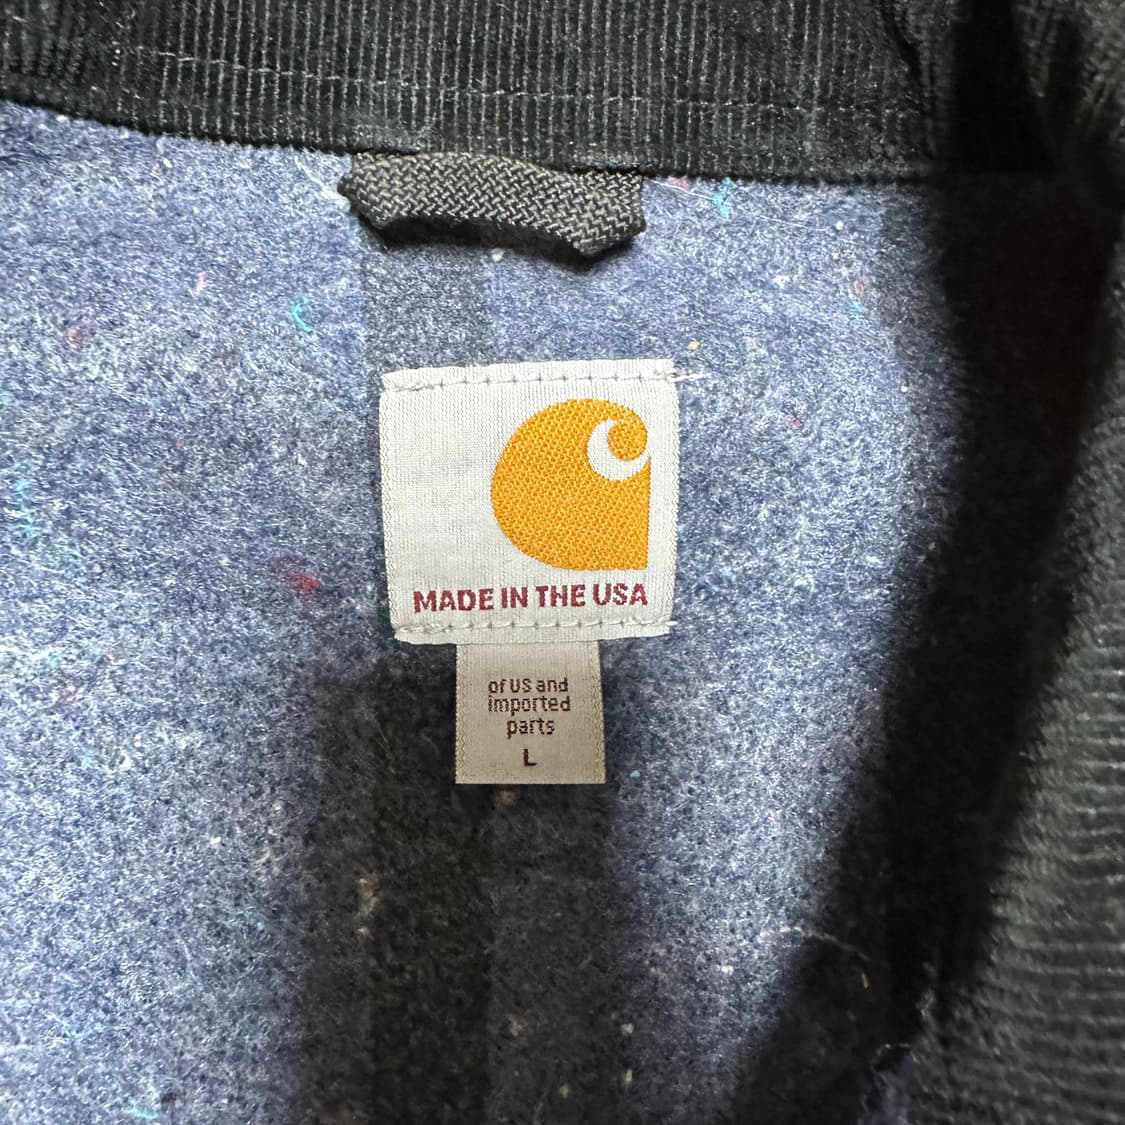 MADE IN THE USA
of US and
imported
parts
L